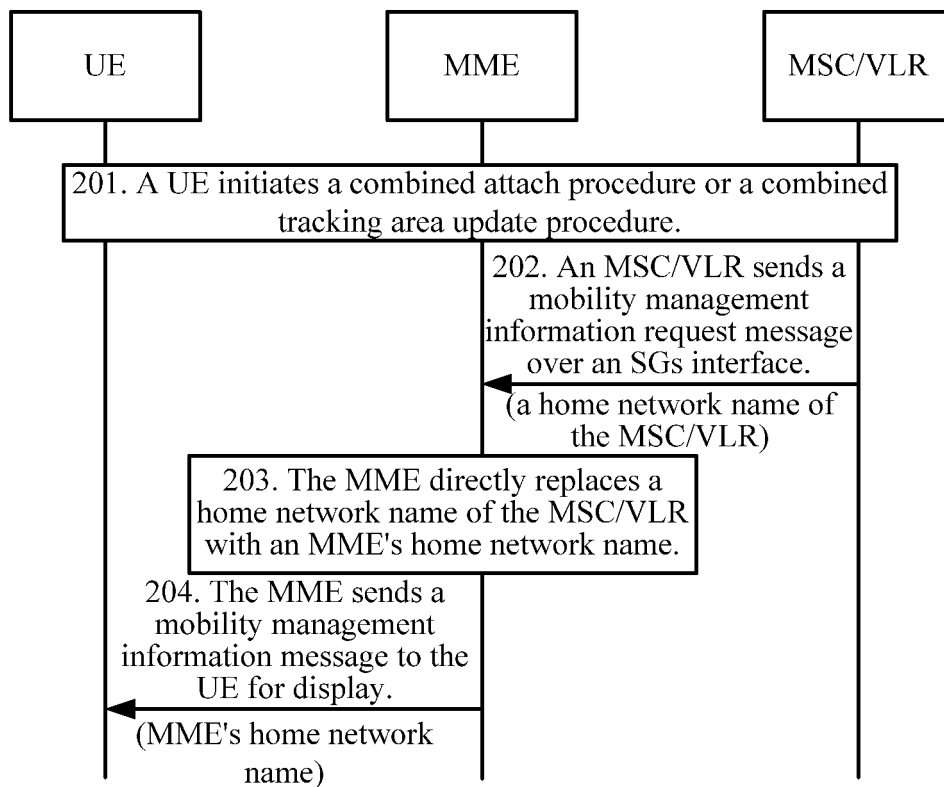 UE
MME
MSC/VLR
201. A UE initiates a combined attach procedure or a combined
tracking area update procedure.
202. An MSC/VLR sends a
mobility management
information request message
over an SGs interface.
(a home network name of
the MSC/VLR)
203. The MME directly replaces a
home network name of the MSC/VLR
with an MME's home network name.
204. The MME sends a
mobility management
information message to the
UE for display.
(MME's home network
name)